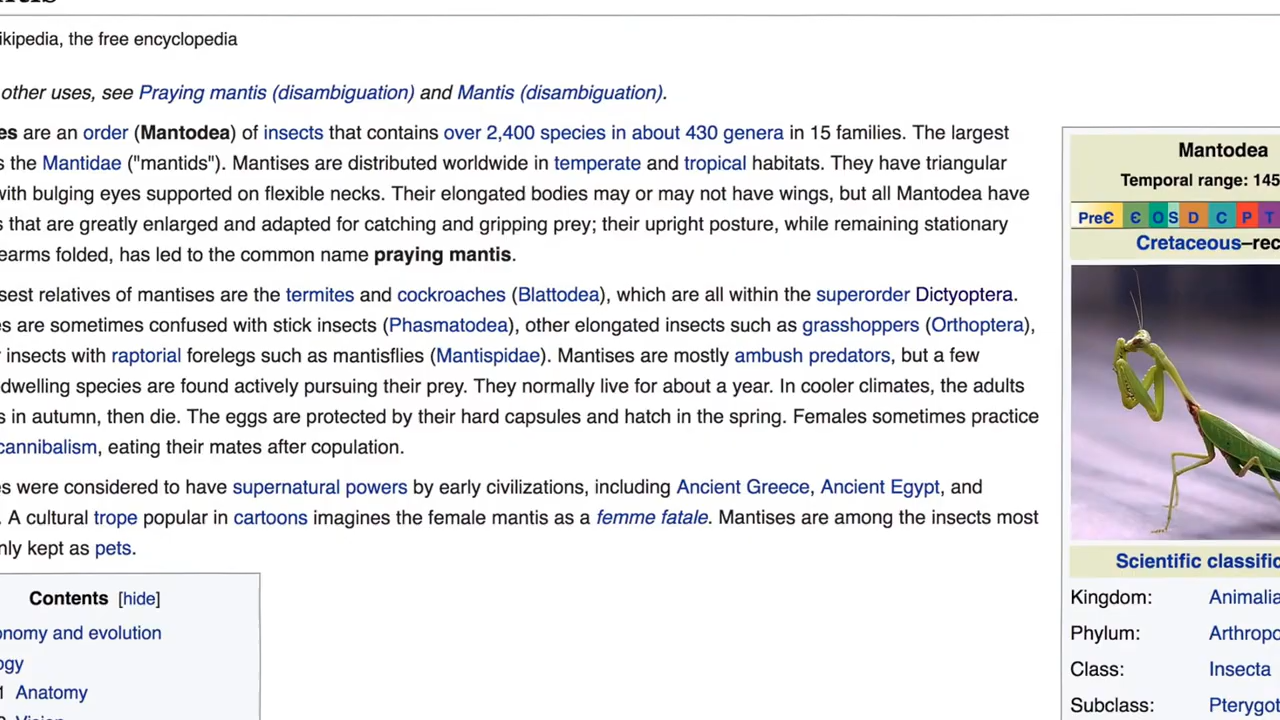 ikipedia, the free encyclopedia
other uses, see Praying mantis (disambiguation) and Mantis (disambiguation).
es are an order (Mantodea) of insects that contains over 2,400 species in about 430 genera in 15 families. The largest
s the Mantidae ("mantids"). Mantises are distributed worldwide in temperate and tropical habitats. They have triangular
with bulging eyes supported on flexible necks. Their elongated bodies may or may not have wings, but all Mantodea have
s that are greatly enlarged and adapted for catching and gripping prey; their upright posture, while remaining stationary
earms folded, has led to the common name praying mantis.
sest relatives of mantises are the termites and cockroaches (Blattodea), which are all within the superorder Dictyoptera.
es are sometimes confused with stick insects (Phasmatodea), other elongated insects such as grasshoppers (Orthoptera),
r insects with raptorial forelegs such as mantisflies (Mantispidae). Mantises are mostly ambush predators, but a few
dwelling species are found actively pursuing their prey. They normally live for about a year. In cooler climates, the adults
s in autumn, then die. The eggs are protected by their hard capsules and hatch in the spring. Females sometimes practice
cannibalism, eating their mates after copulation.
es were considered to have supernatural powers by early civilizations, including Ancient Greece, Ancient Egypt, and
. A cultural trope popular in cartoons imagines the female mantis as a femme fatale. Mantises are among the insects most
nly kept as pets.
Contents [hide]
onomy and evolution
ogy
1 Anatomy
Mantodea
Temporal range: 145
PreЄ Є O S D C P T
Cretaceous–rec
Scientific classific
Kingdom: Animalia
Phylum: Arthropo
Class: Insecta
Subclass: Pterygot